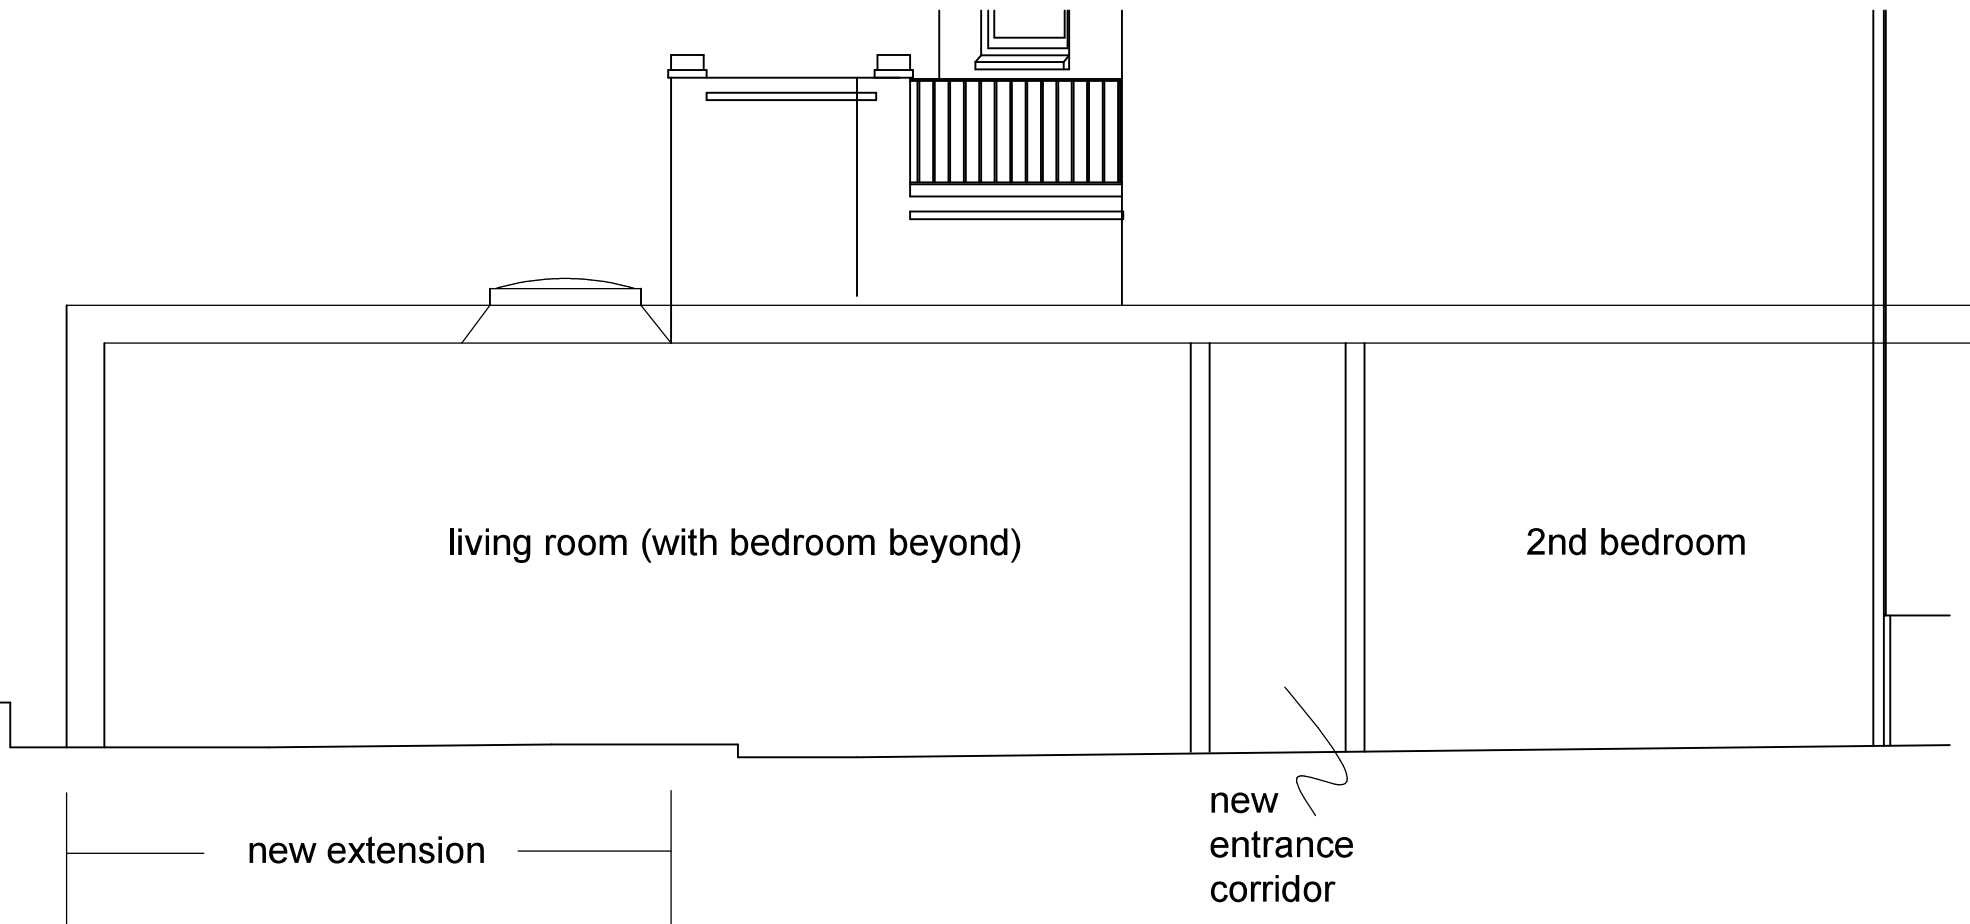 living room (with bedroom beyond)
2nd bedroom
new extension
new
entrance
corridor